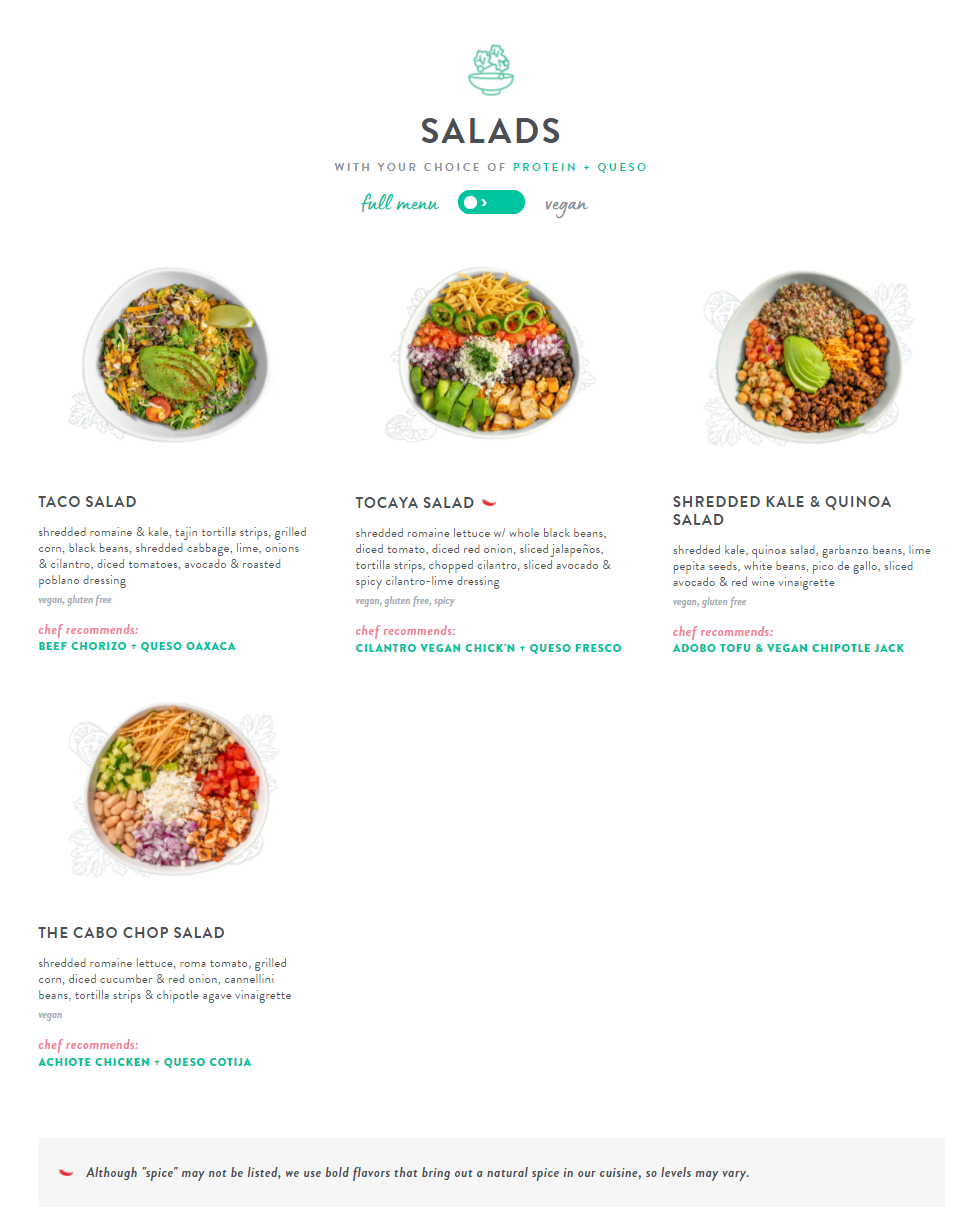 SALADS
WITH YOUR CHOICE OF PROTEIN + QUESO
full menu
vegan
TACO SALAD
shredded romaine & kale, tajin tortilla strips, grilled
corn, black beans, shredded cabbage, lime, onions
& cilantro, diced tomatoes, avocado & roasted
poblano dressing
vegan, gluten free
chef recommends:
BEEF CHORIZO + QUESO OAXACA
TOCAYA SALAD
shredded romaine lettuce w/ whole black beans,
diced tomato, diced red onion, sliced jalapeños,
tortilla strips, chopped cilantro, sliced avocado &
spicy cilantro-lime dressing
vegan, gluten free, spicy
chef recommends:
CILANTRO VEGAN CHICK'N + QUESO FRESCO
SHREDDED KALE & QUINOA
SALAD
shredded kale, quinoa salad, garbanzo beans, lime
pepita seeds, white beans, pico de gallo, sliced
avocado & red wine vinaigrette
vegan, gluten free
chef recommends:
ADOBO TOFU & VEGAN CHIPOTLE JACK
THE CABO CHOP SALAD
shredded romaine lettuce, roma tomato, grilled
corn, diced cucumber & red onion, cannellini
beans, tortilla strips & chipotle agave vinaigrette
vegan
chef recommends:
ACHIOTE CHICKEN + QUESO COTIJA
Although "spice" may not be listed, we use bold flavors that bring out a natural spice in our cuisine, so levels may vary.